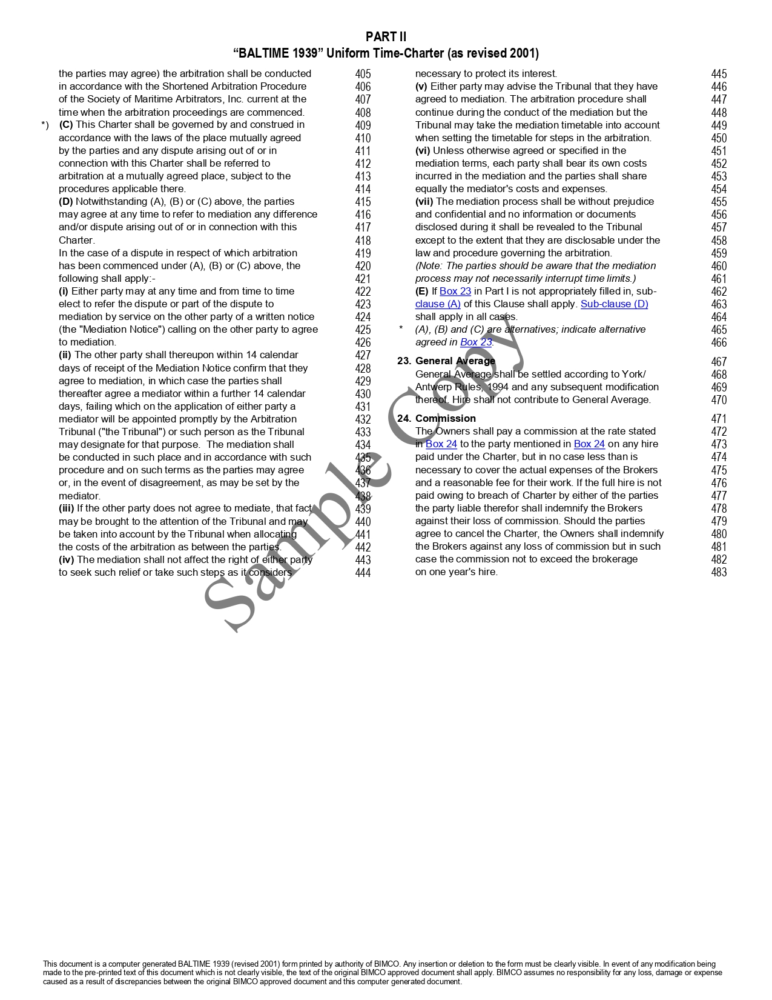 PART II
“BALTIME 1939” Uniform Time-Charter (as revised 2001)
the parties may agree) the arbitration shall be conducted 405
in accordance with the Shortened Arbitration Procedure 406
of the Society of Maritime Arbitrators, Inc. current at the 407
time when the arbitration proceedings are commenced. 408
*) (C) This Charter shall be governed by and construed in 409
accordance with the laws of the place mutually agreed 410
by the parties and any dispute arising out of or in 411
connection with this Charter shall be referred to 412
arbitration at a mutually agreed place, subject to the 413
procedures applicable there. 414
(D) Notwithstanding (A), (B) or (C) above, the parties 415
may agree at any time to refer to mediation any difference 416
and/or dispute arising out of or in connection with this 417
Charter. 418
In the case of a dispute in respect of which arbitration 419
has been commenced under (A), (B) or (C) above, the 420
following shall apply:- 421
(i) Either party may at any time and from time to time 422
elect to refer the dispute or part of the dispute to 423
mediation by service on the other party of a written notice 424
(the "Mediation Notice") calling on the other party to agree 425
to mediation. 426
(ii) The other party shall thereupon within 14 calendar 427
days of receipt of the Mediation Notice confirm that they 428
agree to mediation, in which case the parties shall 429
thereafter agree a mediator within a further 14 calendar 430
days, failing which on the application of either party a 431
mediator will be appointed promptly by the Arbitration 432
Tribunal ("the Tribunal") or such person as the Tribunal 433
may designate for that purpose. The mediation shall 434
be conducted in such place and in accordance with such 435
procedure and on such terms as the parties may agree 436
or, in the event of disagreement, as may be set by the 437
mediator. 438
(iii) If the other party does not agree to mediate, that fact 439
may be brought to the attention of the Tribunal and may 440
be taken into account by the Tribunal when allocating 441
the costs of the arbitration as between the parties. 442
(iv) The mediation shall not affect the right of either party 443
to seek such relief or take such steps as it considers 444
necessary to protect its interest. 445
(v) Either party may advise the Tribunal that they have 446
agreed to mediation. The arbitration procedure shall 447
continue during the conduct of the mediation but the 448
Tribunal may take the mediation timetable into account 449
when setting the timetable for steps in the arbitration. 450
(vi) Unless otherwise agreed or specified in the 451
mediation terms, each party shall bear its own costs 452
incurred in the mediation and the parties shall share 453
equally the mediator's costs and expenses. 454
(vii) The mediation process shall be without prejudice 455
and confidential and no information or documents 456
disclosed during it shall be revealed to the Tribunal 457
except to the extent that they are disclosable under the 458
law and procedure governing the arbitration. 459
(Note: The parties should be aware that the mediation 460
process may not necessarily interrupt time limits.) 461
(E) If Box 23 in Part I is not appropriately filled in, sub- 462
clause (A) of this Clause shall apply. Sub-clause (D) 463
shall apply in all cases. 464
* (A), (B) and (C) are alternatives; indicate alternative 465
agreed in Box 23. 466
23. General Average 467
General Average shall be settled according to York/ 468
Antwerp Rules, 1994 and any subsequent modification 469
thereof. Hire shall not contribute to General Average. 470
24. Commission 471
The Owners shall pay a commission at the rate stated 472
in Box 24 to the party mentioned in Box 24 on any hire 473
paid under the Charter, but in no case less than is 474
necessary to cover the actual expenses of the Brokers 475
and a reasonable fee for their work. If the full hire is not 476
paid owing to breach of Charter by either of the parties 477
the party liable therefor shall indemnify the Brokers 478
against their loss of commission. Should the parties 479
agree to cancel the Charter, the Owners shall indemnify 480
the Brokers against any loss of commission but in such 481
case the commission not to exceed the brokerage 482
on one year's hire. 483
Sample Copy
This document is a computer generated BALTIME 1939 (revised 2001) form printed by authority of BIMCO. Any insertion or deletion to the form must be clearly visible. In event of any modification being
made to the pre-printed text of this document which is not clearly visible, the text of the original BIMCO approved document shall apply. BIMCO assumes no responsibility for any loss, damage or expense
caused as a result of discrepancies between the original BIMCO approved document and this computer generated document.